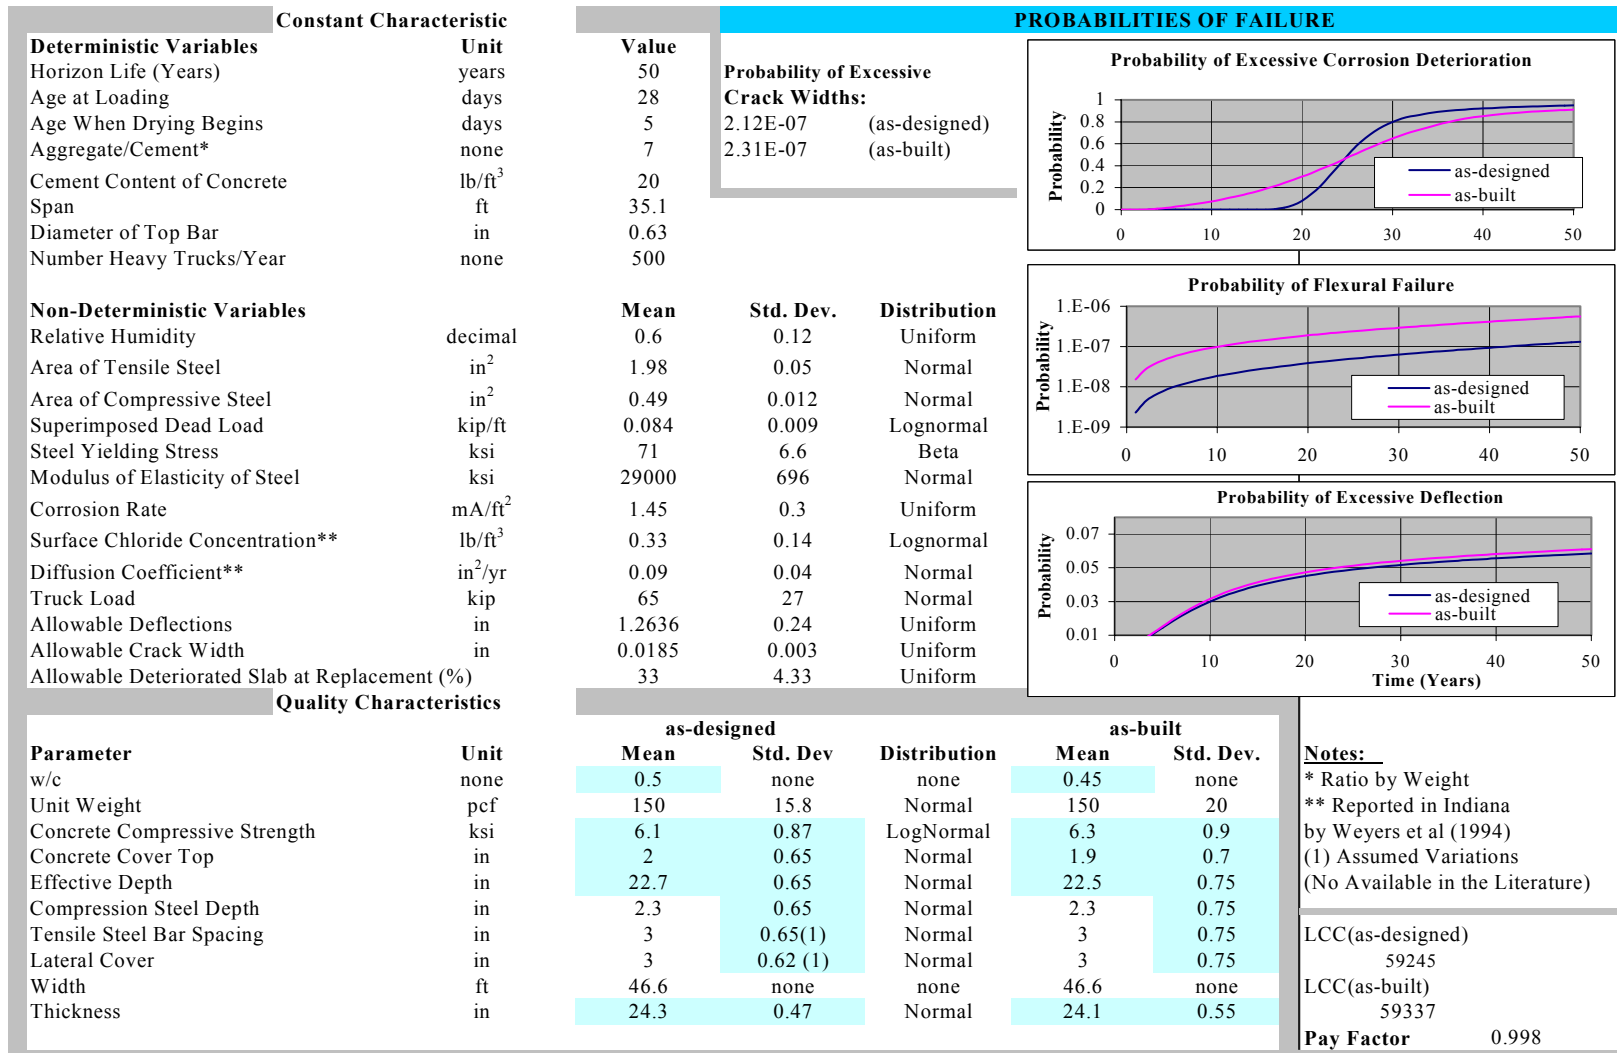 Constant Characteristic
Deterministic Variables Unit Value
Horizon Life (Years) years 50
Age at Loading days 28
Age When Drying Begins days 5
Aggregate/Cement* none 7
Cement Content of Concrete lb/ft3 20
Span ft 35.1
Diameter of Top Bar in 0.63
Number Heavy Trucks/Year none 500
Non-Deterministic Variables Mean Std. Dev. Distribution
Relative Humidity decimal 0.6 0.12 Uniform
Area of Tensile Steel in2 1.98 0.05 Normal
Area of Compressive Steel in2 0.49 0.012 Normal
Superimposed Dead Load kip/ft 0.084 0.009 Lognormal
Steel Yielding Stress ksi 71 6.6 Beta
Modulus of Elasticity of Steel ksi 29000 696 Normal
Corrosion Rate mA/ft2 1.45 0.3 Uniform
Surface Chloride Concentration** lb/ft3 0.33 0.14 Lognormal
Diffusion Coefficient** in2/yr 0.09 0.04 Normal
Truck Load kip 65 27 Normal
Allowable Deflections in 1.2636 0.24 Uniform
Allowable Crack Width in 0.0185 0.003 Uniform
Allowable Deteriorated Slab at Replacement (%) 33 4.33 Uniform
PROBABILITIES OF FAILURE
Probability of Excessive
Crack Widths:
2.12E-07 (as-designed)
2.31E-07 (as-built)
Probability of Excessive Corrosion Deterioration
Probability
1
0.8
0.6
0.4
0.2
0
0 10 20 30 40 50
as-designed
as-built
Probability of Flexural Failure
Probability
1.E-06
1.E-07
1.E-08
1.E-09
0 10 20 30 40 50
as-designed
as-built
Probability of Excessive Deflection
Probability
0.07
0.05
0.03
0.01
0 10 20 30 40 50
Time (Years)
as-designed
as-built
Quality Characteristics
as-designed as-built
Parameter Unit Mean Std. Dev Distribution Mean Std. Dev.
w/c none 0.5 none none 0.45 none
Unit Weight pcf 150 15.8 Normal 150 20
Concrete Compressive Strength ksi 6.1 0.87 LogNormal 6.3 0.9
Concrete Cover Top in 2 0.65 Normal 1.9 0.7
Effective Depth in 22.7 0.65 Normal 22.5 0.75
Compression Steel Depth in 2.3 0.65 Normal 2.3 0.75
Tensile Steel Bar Spacing in 3 0.65(1) Normal 3 0.75
Lateral Cover in 3 0.62 (1) Normal 3 0.75
Width ft 46.6 none none 46.6 none
Thickness in 24.3 0.47 Normal 24.1 0.55
Notes:
* Ratio by Weight
** Reported in Indiana
by Weyers et al (1994)
(1) Assumed Variations
(No Available in the Literature)
LCC(as-designed)
59245
LCC(as-built)
59337
Pay Factor 0.998